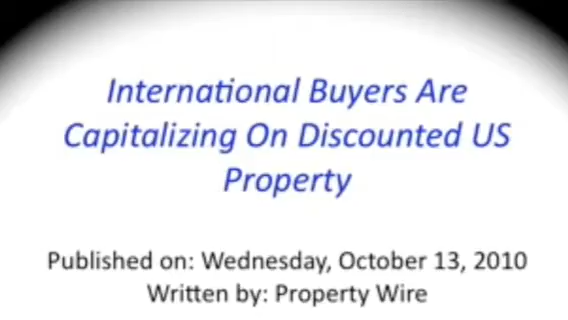 International Buyers Are
Capitalizing On Discounted US
Property
Published on: Wednesday, October 13, 2010
Written by: Property Wire